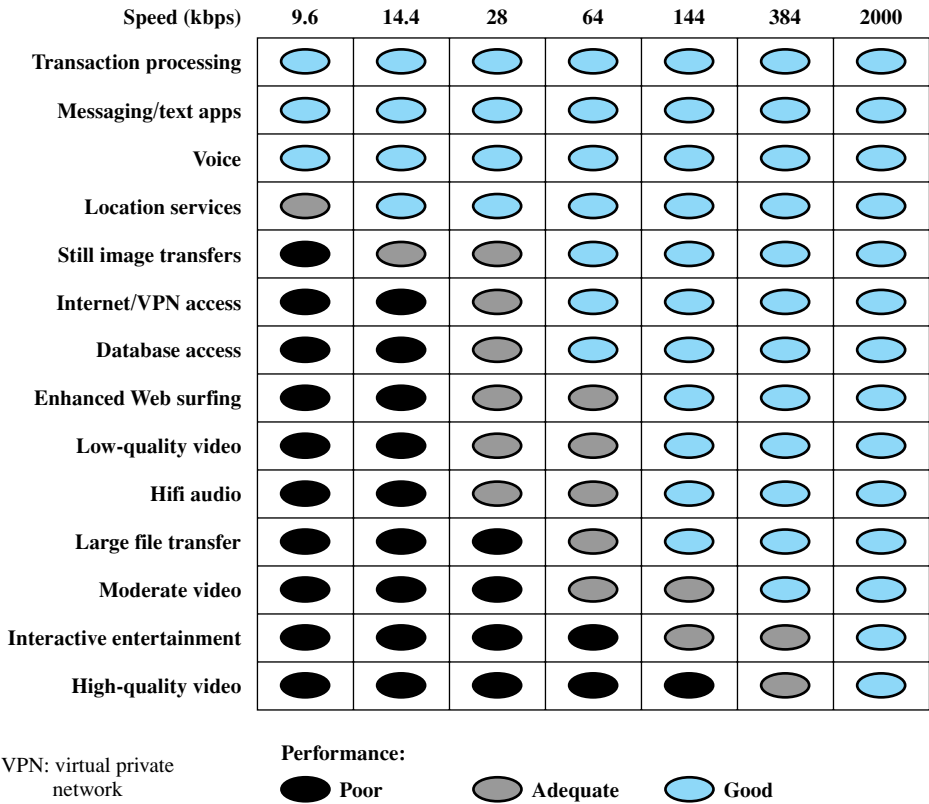 Speed (kbps) 9.6 14.4 28 64 144 384 2000
Transaction processing
Messaging/text apps
Voice
Location services
Still image transfers
Internet/VPN access
Database access
Enhanced Web surfing
Low-quality video
Hifi audio
Large file transfer
Moderate video
Interactive entertainment
High-quality video
VPN: virtual private
network
Performance:
Poor Adequate Good